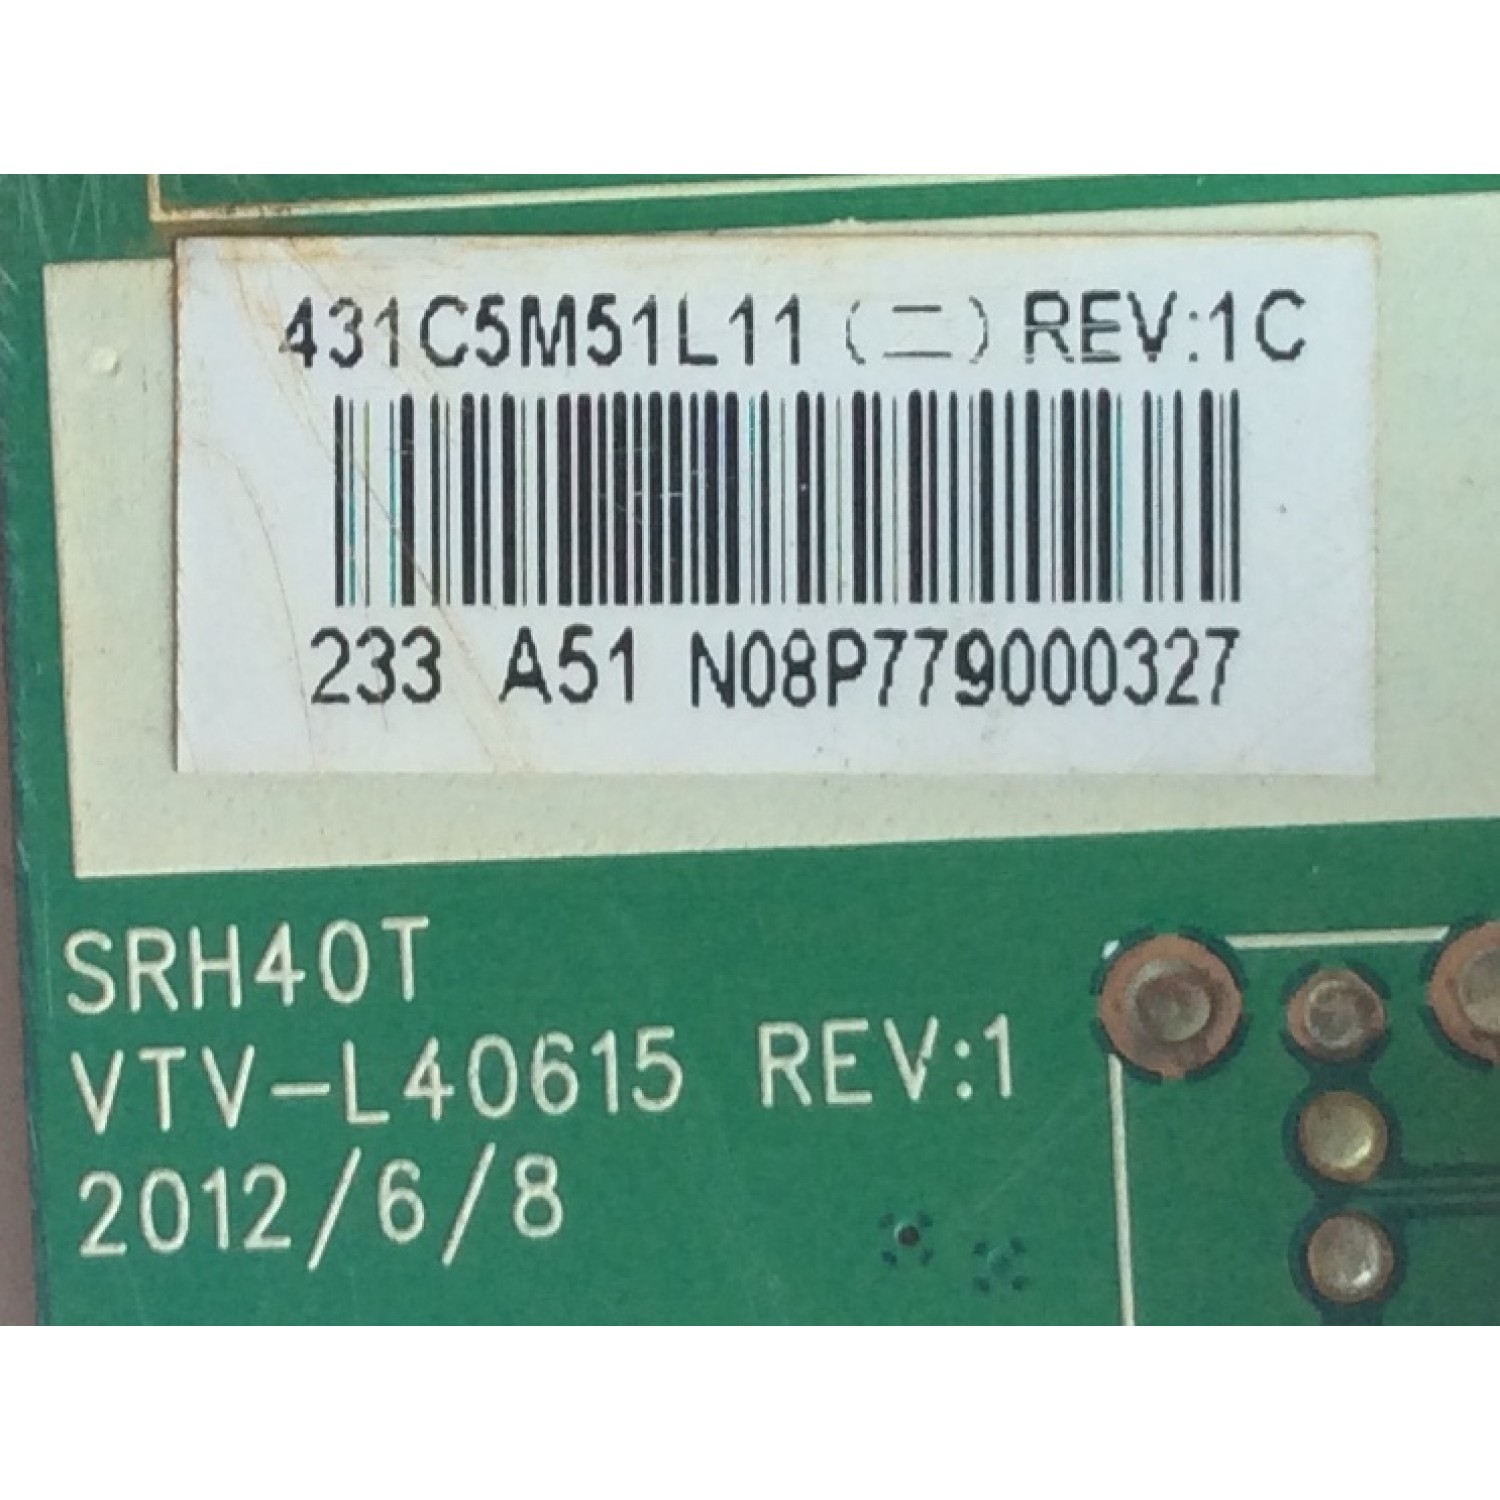 431C5M51L11(二)REV:1C
233 A51 N08P779000327
SRH40T
VTV-L40615 REV:1
2012/6/8